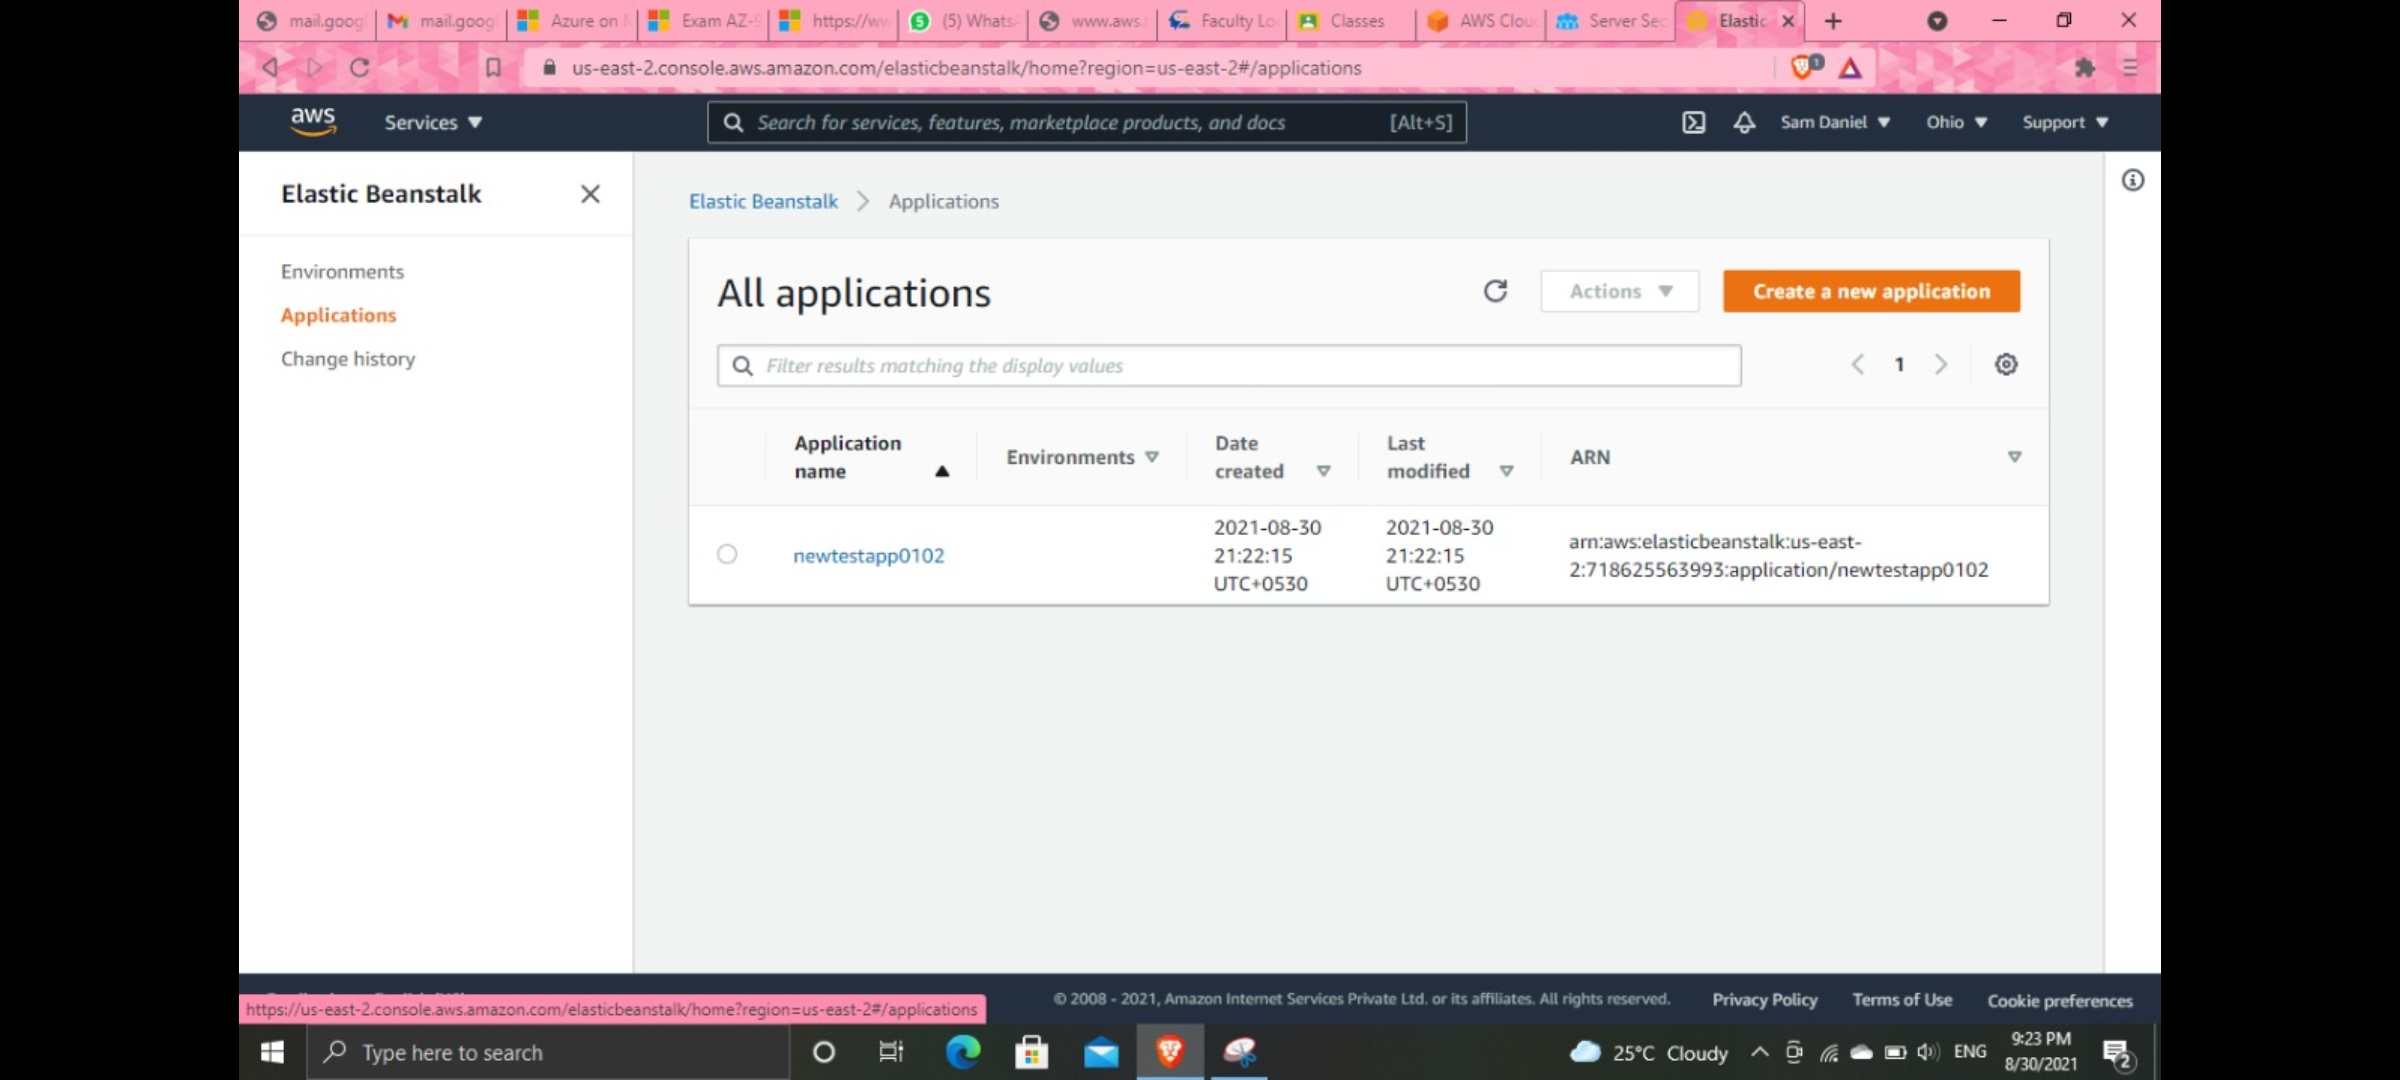 mail.goog
mail.goog
Azure on
Exam AZ-9
https://ww
(5) Whats
www.aws.
Faculty Lo
Classes
AWS Clou
Server Sec
Elastic
us-east-2.console.aws.amazon.com/elasticbeanstalk/home?region=us-east-2#/applications
1
aws
Services
Search for services, features, marketplace products, and docs
[Alt+S]
Sam Daniel
Ohio
Support
Elastic Beanstalk
Environments
Applications
Change history
Elastic Beanstalk > Applications
All applications
Actions
Create a new application
Filter results matching the display values
1
Application
name
Environments
Date
created
Last
modified
ARN
newtestapp0102
2021-08-30
21:22:15
UTC+0530
2021-08-30
21:22:15
UTC+0530
arn:aws:elasticbeanstalk:us-east-
2:718625563993:application/newtestapp0102
https://us-east-2.console.aws.amazon.com/elasticbeanstalk/home?region=us-east-2#/applications
© 2008 - 2021, Amazon Internet Services Private Ltd. or its affiliates. All rights reserved.
Privacy Policy
Terms of Use
Cookie preferences
Type here to search
25°C Cloudy
ENG
9:23 PM
8/30/2021
2